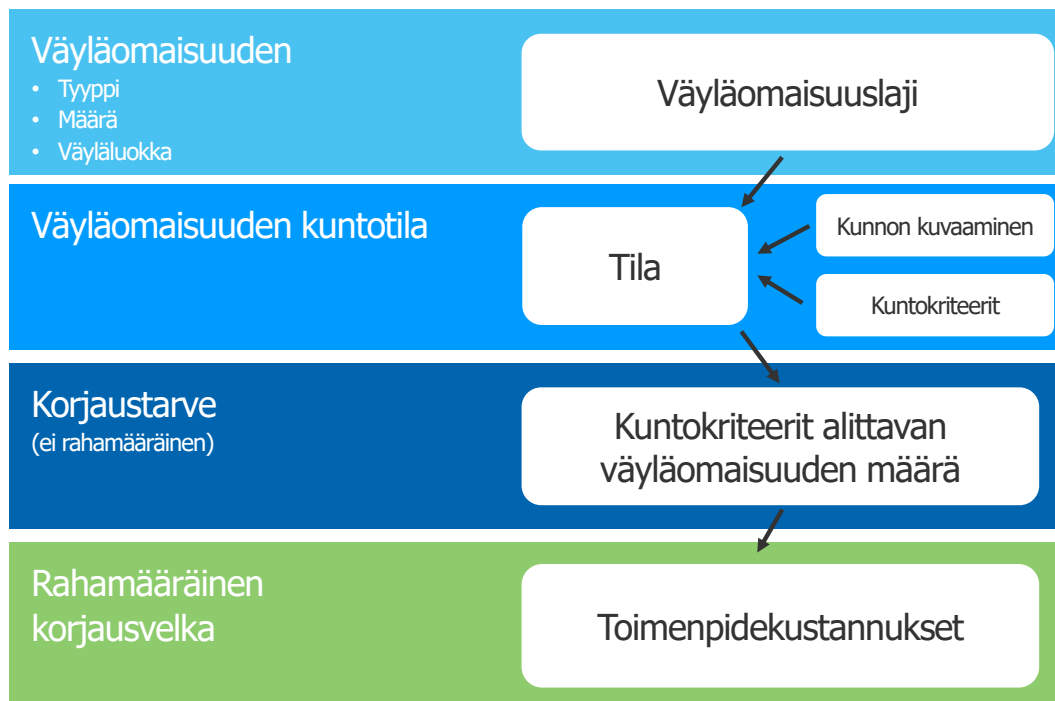 Väyläomaisuuden
• Tyyppi
• Määrä
• Väyläluokka
Väyläomaisuuslaji
Väyläomaisuuden kuntotila
Tila
Kunnon kuvaaminen
Kuntokriteerit
Korjaustarve
(ei rahamääräinen)
Kuntokriteerit alittavan
väyläomaisuuden määrä
Rahamääräinen
korjausvelka
Toimenpidekustannukset